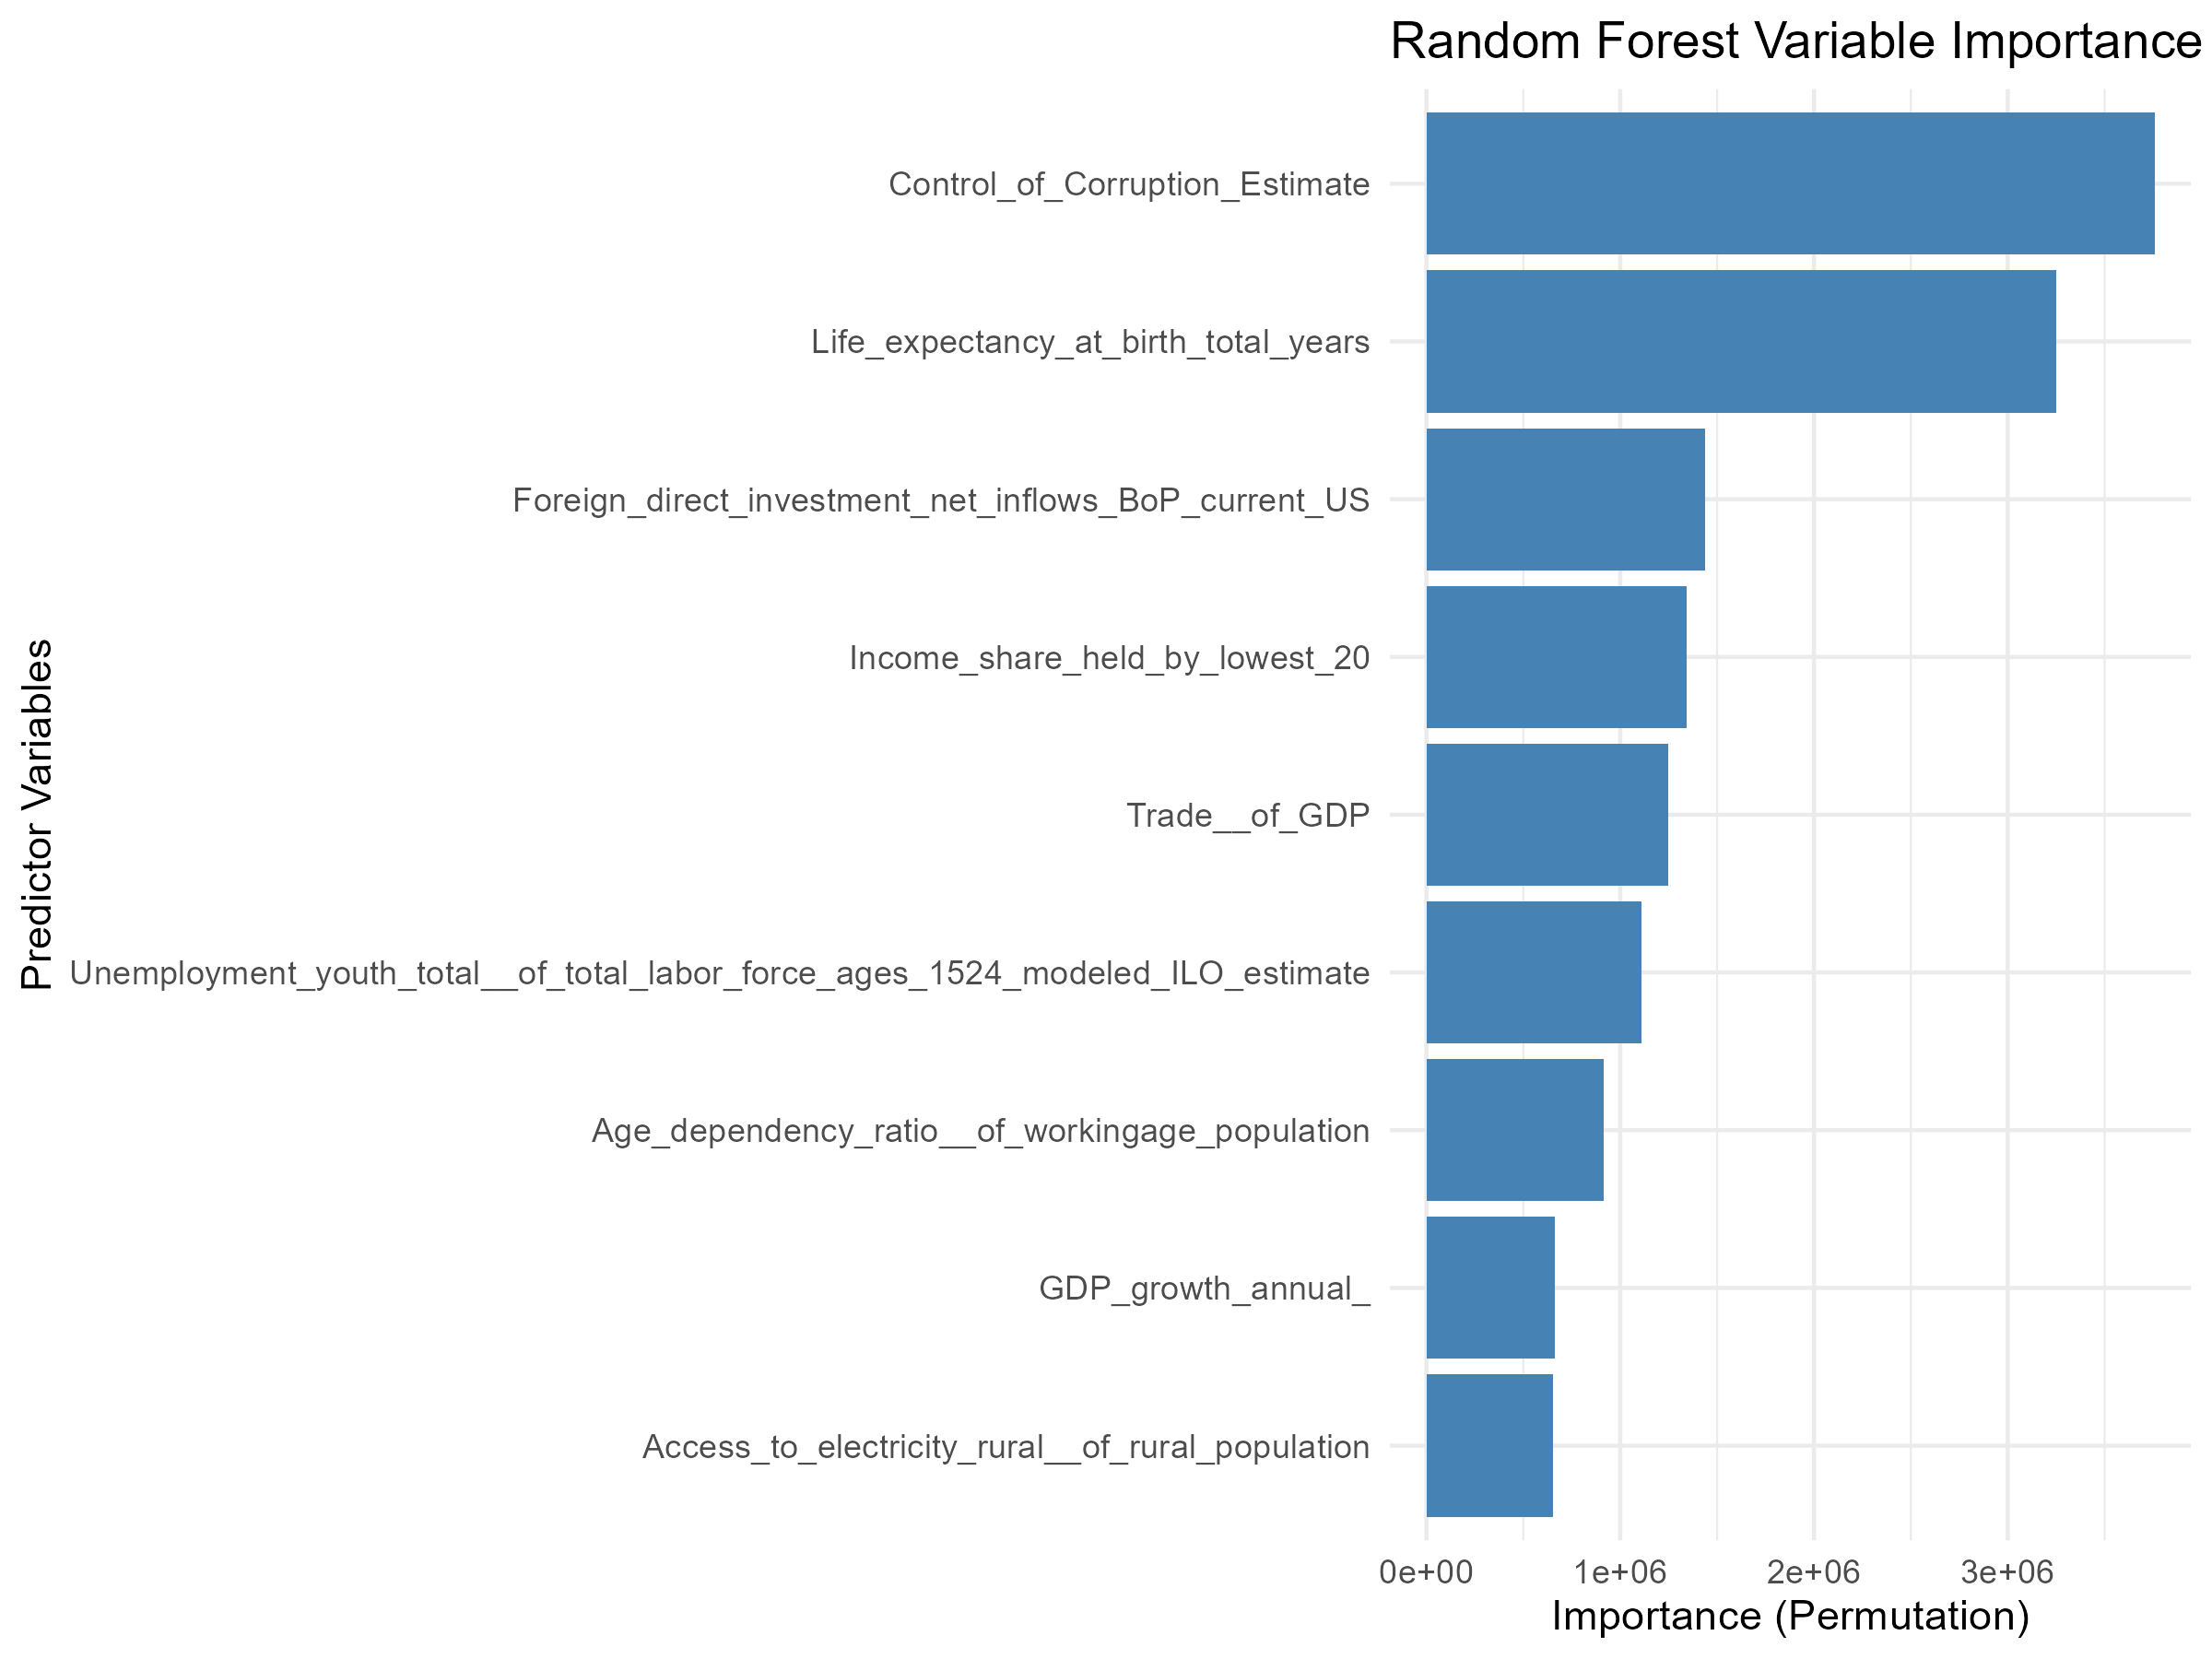 Random Forest Variable Importance
Predictor Variables
Control_of_Corruption_Estimate
Life_expectancy_at_birth_total_years
Foreign_direct_investment_net_inflows_BoP_current_US
Income_share_held_by_lowest_20
Trade__of_GDP
Unemployment_youth_total__of_total_labor_force_ages_1524_modeled_ILO_estimate
Age_dependency_ratio__of_workingage_population
GDP_growth_annual_
Access_to_electricity_rural__of_rural_population
0e+00 1e+06 2e+06 3e+06
Importance (Permutation)